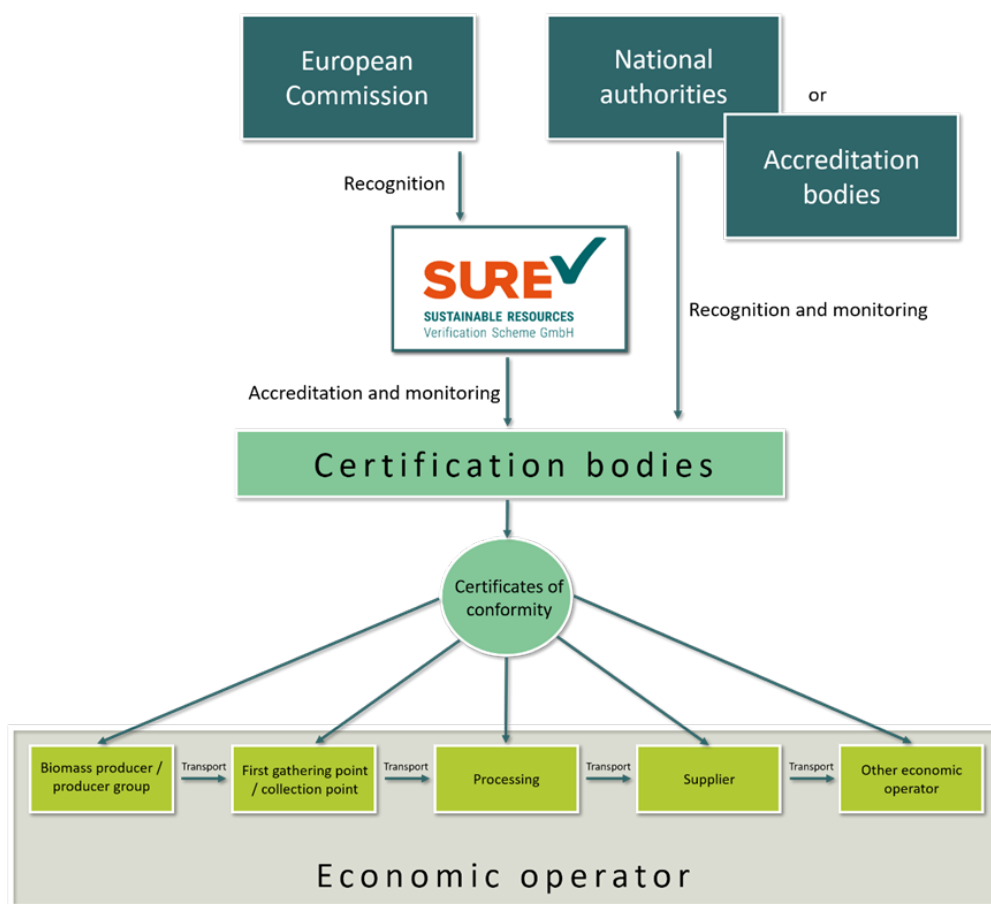 European
Commission
National
authorities
or
Accreditation
bodies
Recognition
SURE
SUSTAINABLE RESOURCES
Verification Scheme GmbH
Recognition and monitoring
Accreditation and monitoring
Certification bodies
Certificates of
conformity
Biomass producer /
producer group
Transport
First gathering point
/ collection point
Transport
Processing
Transport
Supplier
Transport
Other economic
operator
Economic operator